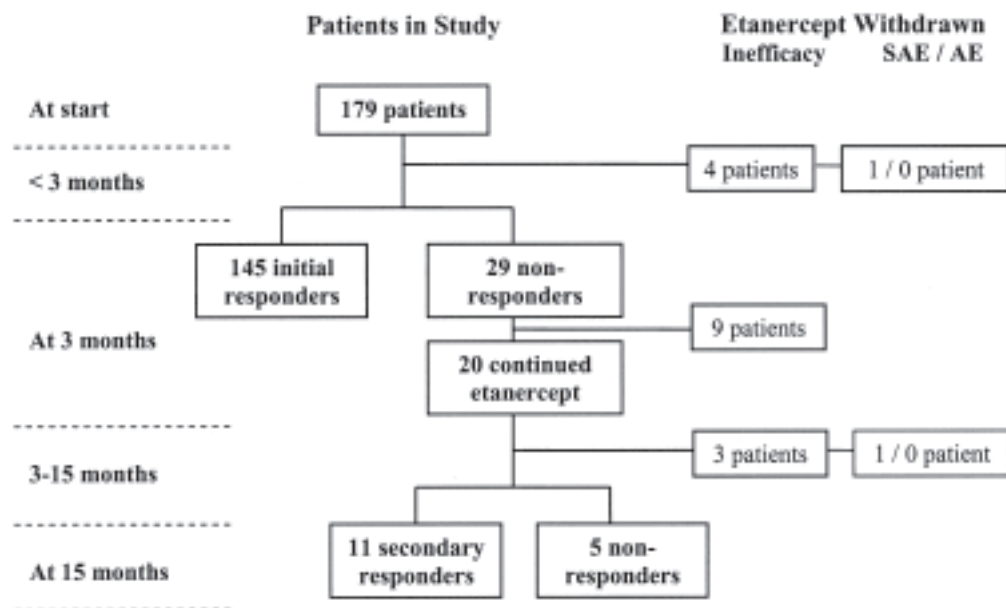 Patients in Study
Etanercept Withdrawn
Inefficacy SAE / AE
At start
179 patients
< 3 months
4 patients
1 / 0 patient
145 initial
responders
29 non-
responders
At 3 months
9 patients
20 continued
etanercept
3-15 months
3 patients
1 / 0 patient
At 15 months
11 secondary
responders
5 non-
responders